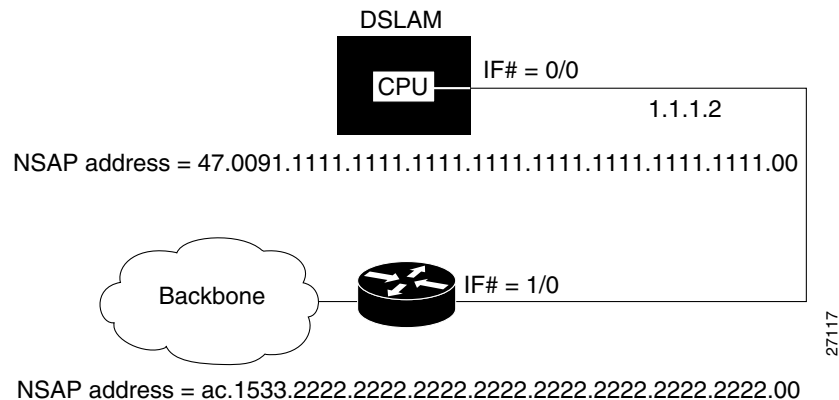 DSLAM
IF# = 0/0
CPU
1.1.1.2
NSAP address = 47.0091.1111.1111.1111.1111.1111.1111.1111.1111.00
IF# = 1/0
Backbone
27117
NSAP address = ac.1533.2222.2222.2222.2222.2222.2222.2222.2222.00